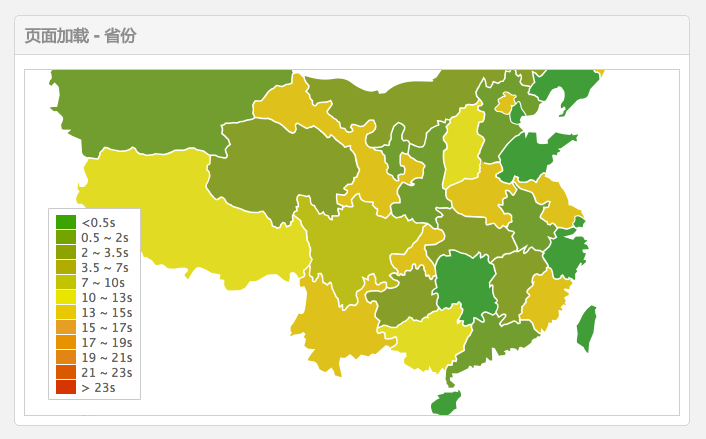 页面加载 - 省份
<0.5s
0.5 ~ 2s
2 ~ 3.5s
3.5 ~ 7s
7 ~ 10s
10 ~ 13s
13 ~ 15s
15 ~ 17s
17 ~ 19s
19 ~ 21s
21 ~ 23s
> 23s